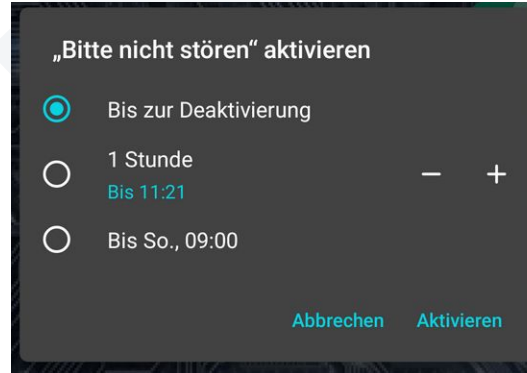 „Bitte nicht stören“ aktivieren
Bis zur Deaktivierung
1 Stunde
Bis 11:21
Bis So., 09:00
Abbrechen Aktivieren